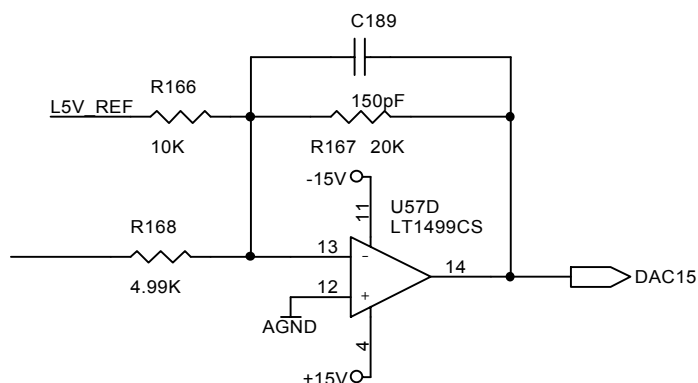 C189
R166
150pF
L5V_REF
10K
R167 20K
-15V
11
U57D
LT1499CS
R168
13
-
14
DAC15
4.99K
12
+
AGND
4
+15V